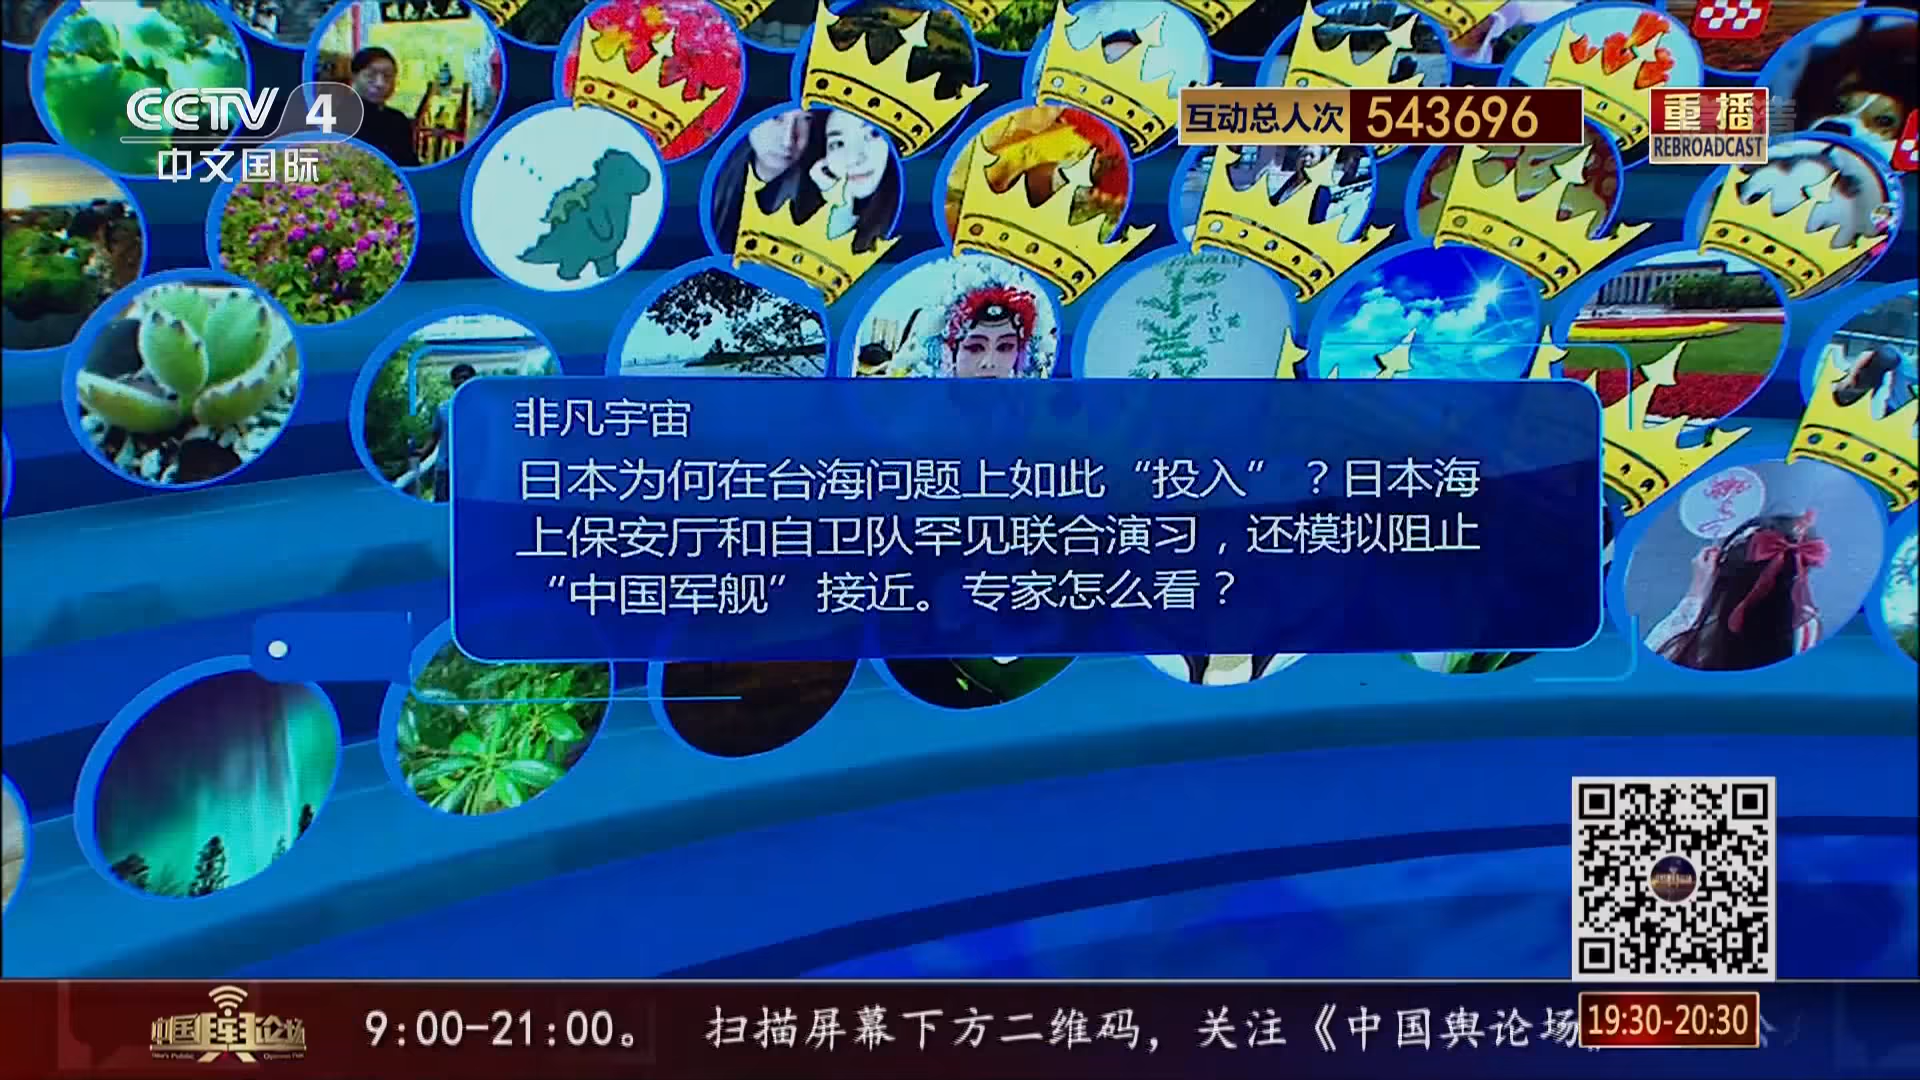 CCTV 4
中文国际
互动总人次 543696
重播
REBROADCAST
非凡宇宙
日本为何在台海问题上如此“投入”？日本海
上保安厅和自卫队罕见联合演习，还模拟阻止
“中国军舰”接近。专家怎么看？
中国舆论场
9:00-21:00。 扫描屏幕下方二维码，关注《中国舆论场
19:30-20:30